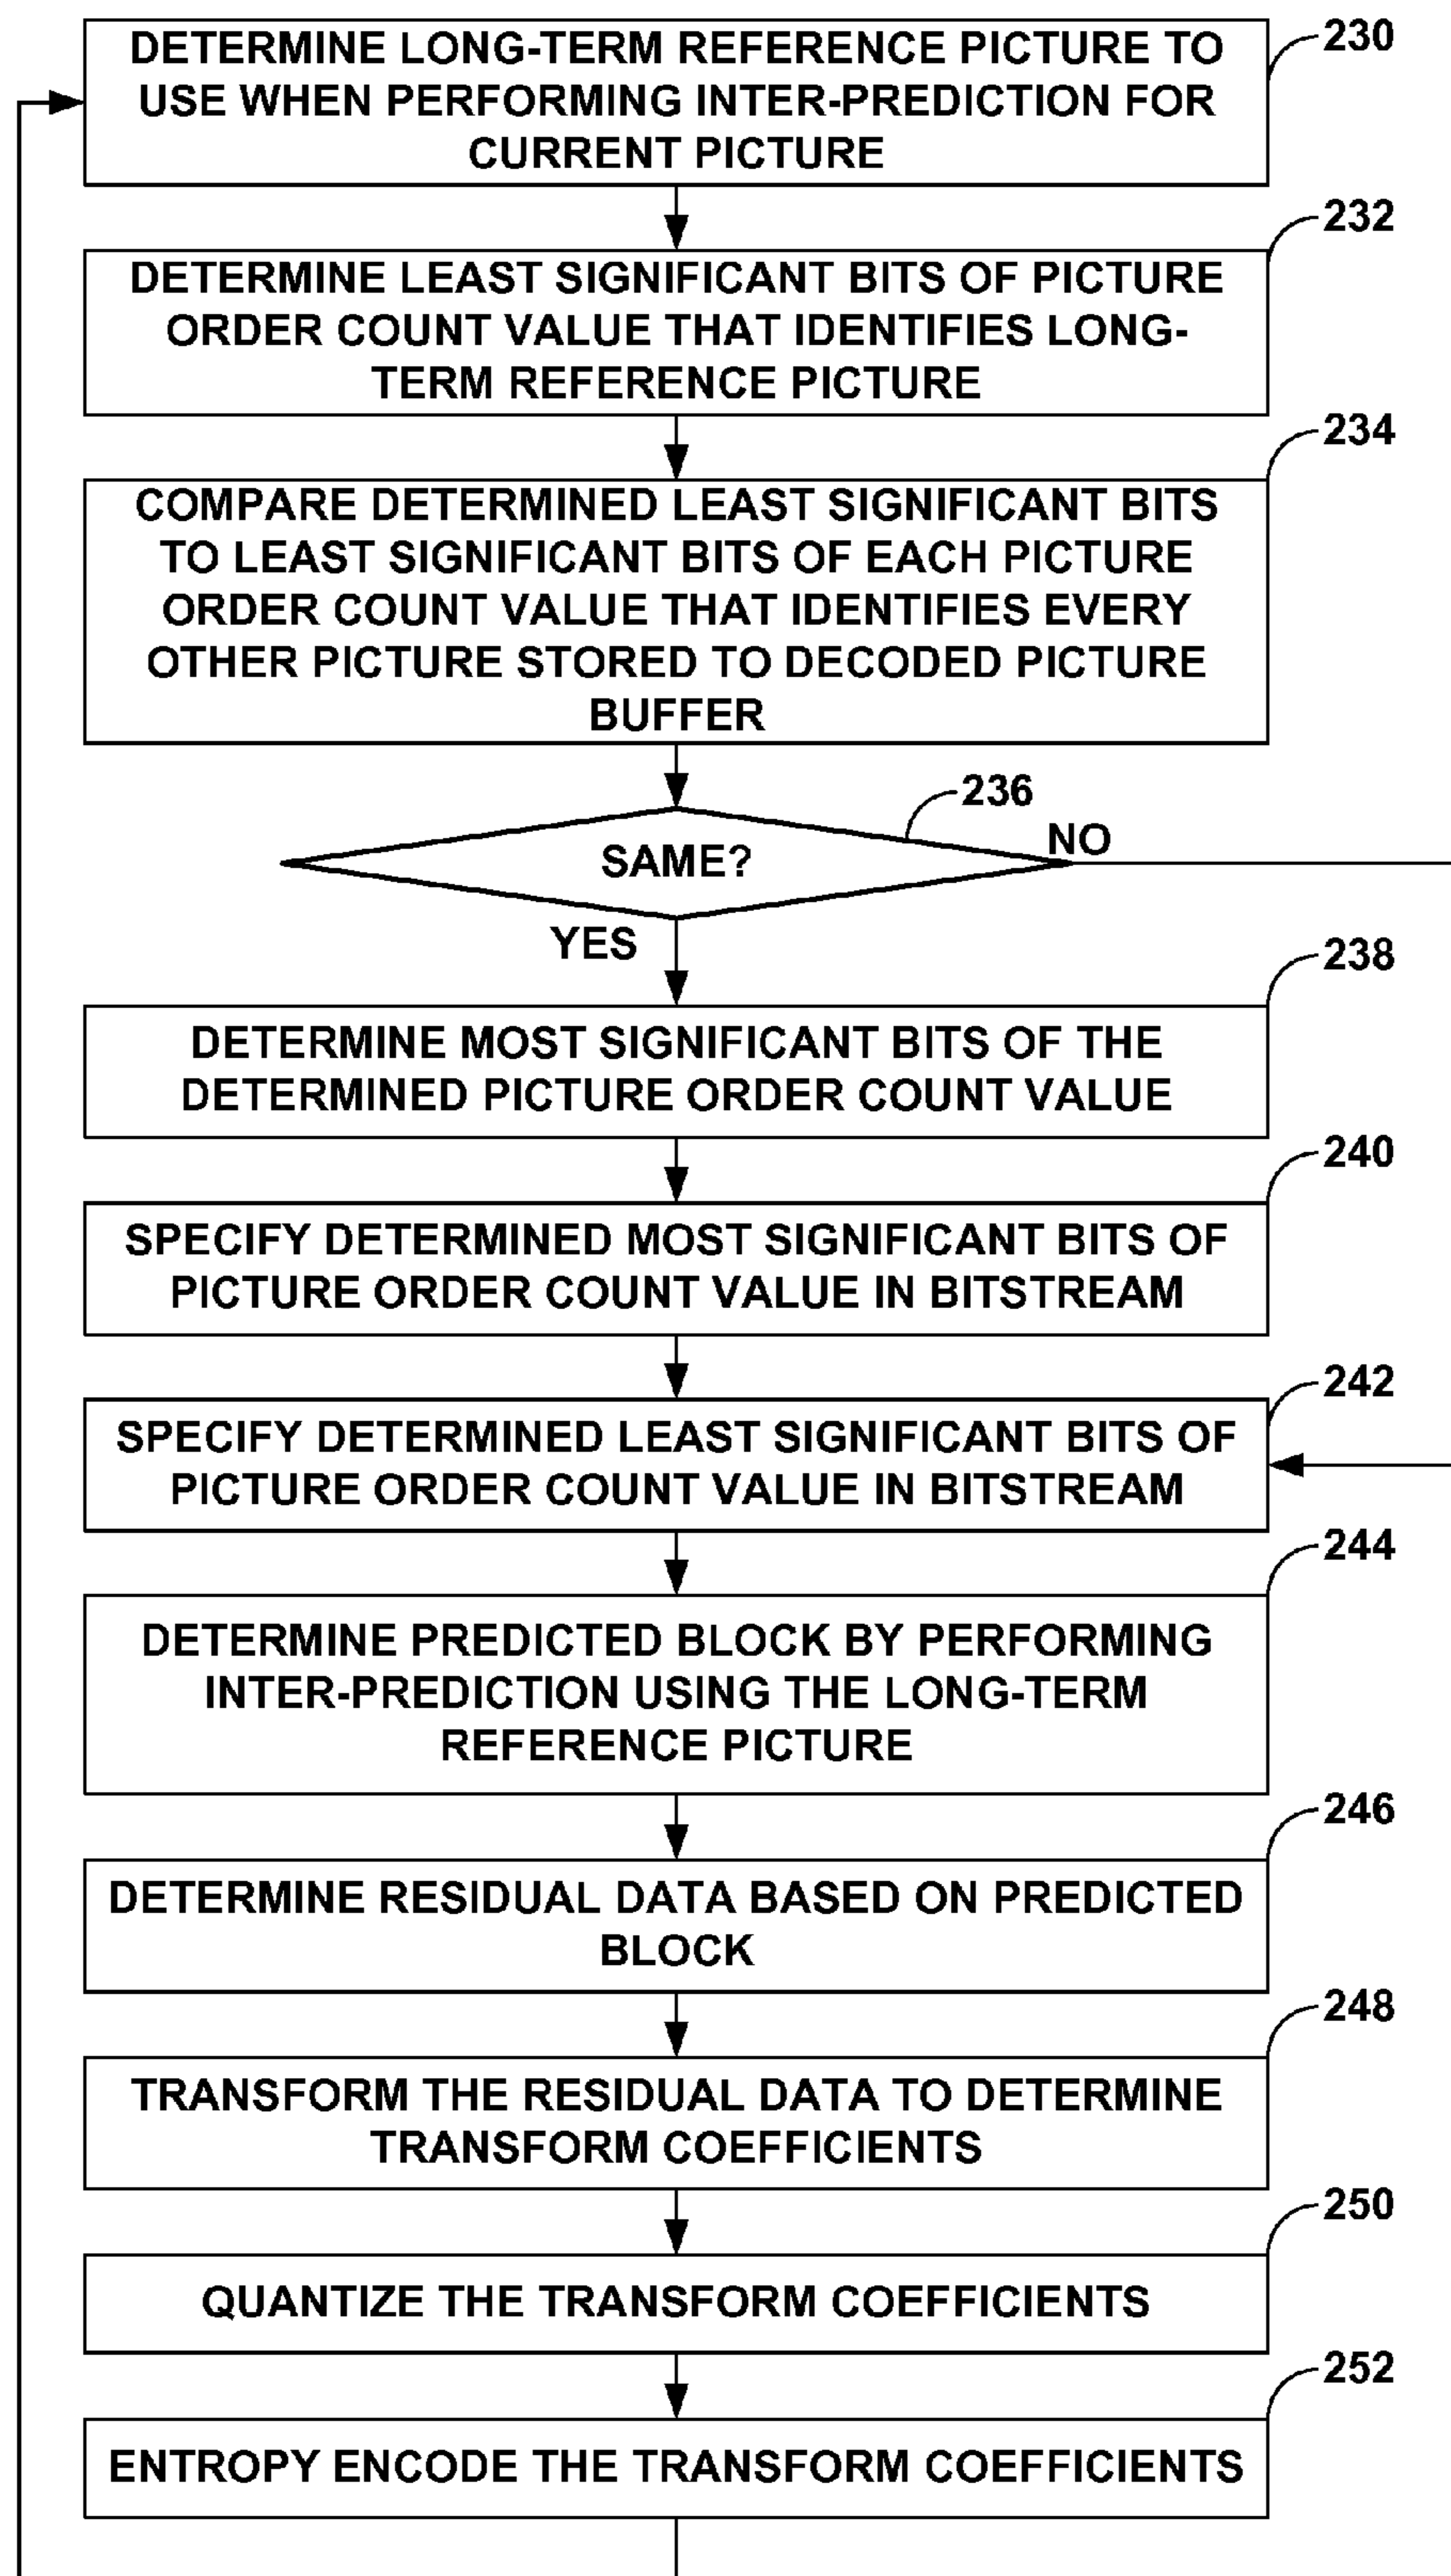 DETERMINE LONG-TERM REFERENCE PICTURE TO
USE WHEN PERFORMING INTER-PREDICTION FOR
CURRENT PICTURE
230
DETERMINE LEAST SIGNIFICANT BITS OF PICTURE
ORDER COUNT VALUE THAT IDENTIFIES LONG-
TERM REFERENCE PICTURE
232
COMPARE DETERMINED LEAST SIGNIFICANT BITS
TO LEAST SIGNIFICANT BITS OF EACH PICTURE
ORDER COUNT VALUE THAT IDENTIFIES EVERY
OTHER PICTURE STORED TO DECODED PICTURE
BUFFER
234
236
SAME?
NO
YES
DETERMINE MOST SIGNIFICANT BITS OF THE
DETERMINED PICTURE ORDER COUNT VALUE
238
SPECIFY DETERMINED MOST SIGNIFICANT BITS OF
PICTURE ORDER COUNT VALUE IN BITSTREAM
240
SPECIFY DETERMINED LEAST SIGNIFICANT BITS OF
PICTURE ORDER COUNT VALUE IN BITSTREAM
242
DETERMINE PREDICTED BLOCK BY PERFORMING
INTER-PREDICTION USING THE LONG-TERM
REFERENCE PICTURE
244
DETERMINE RESIDUAL DATA BASED ON PREDICTED
BLOCK
246
TRANSFORM THE RESIDUAL DATA TO DETERMINE
TRANSFORM COEFFICIENTS
248
QUANTIZE THE TRANSFORM COEFFICIENTS
250
ENTROPY ENCODE THE TRANSFORM COEFFICIENTS
252